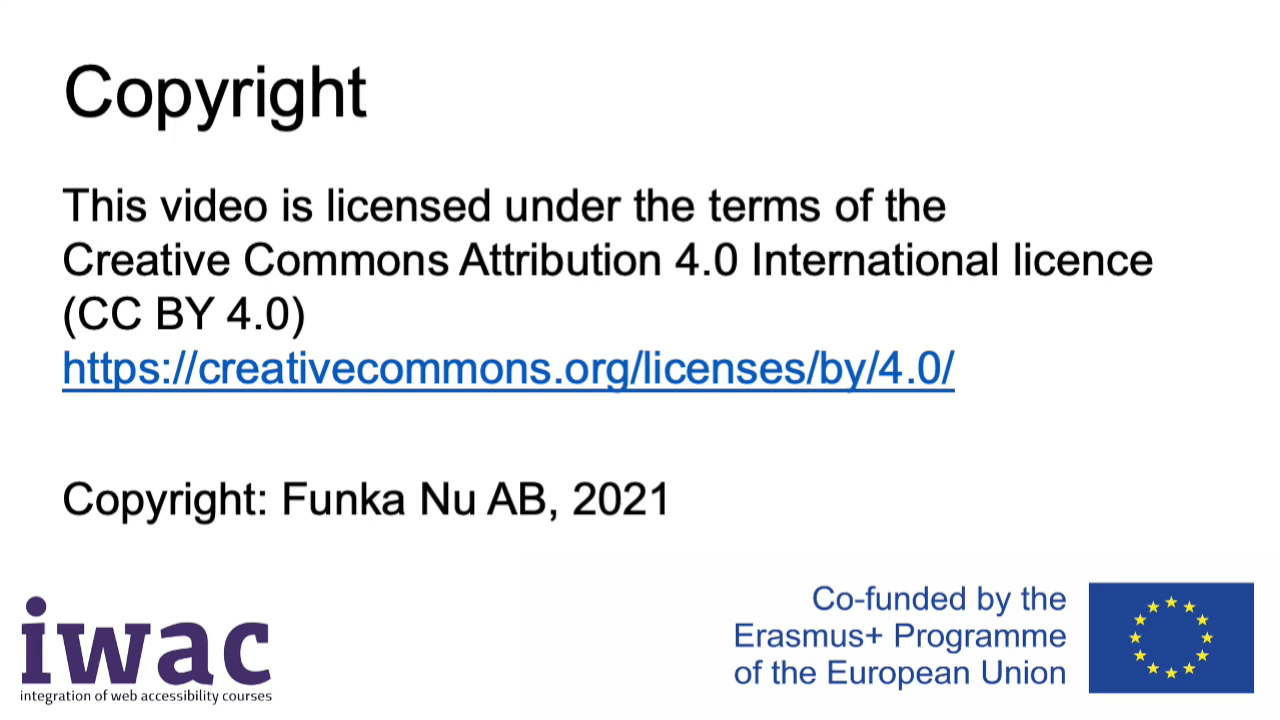 Copyright
This video is licensed under the terms of the
Creative Commons Attribution 4.0 International licence
(CC BY 4.0)
https://creativecommons.org/licenses/by/4.0/
Copyright: Funka Nu AB, 2021
iwac
integration of web accessibility courses
Co-funded by the
Erasmus+ Programme
of the European Union